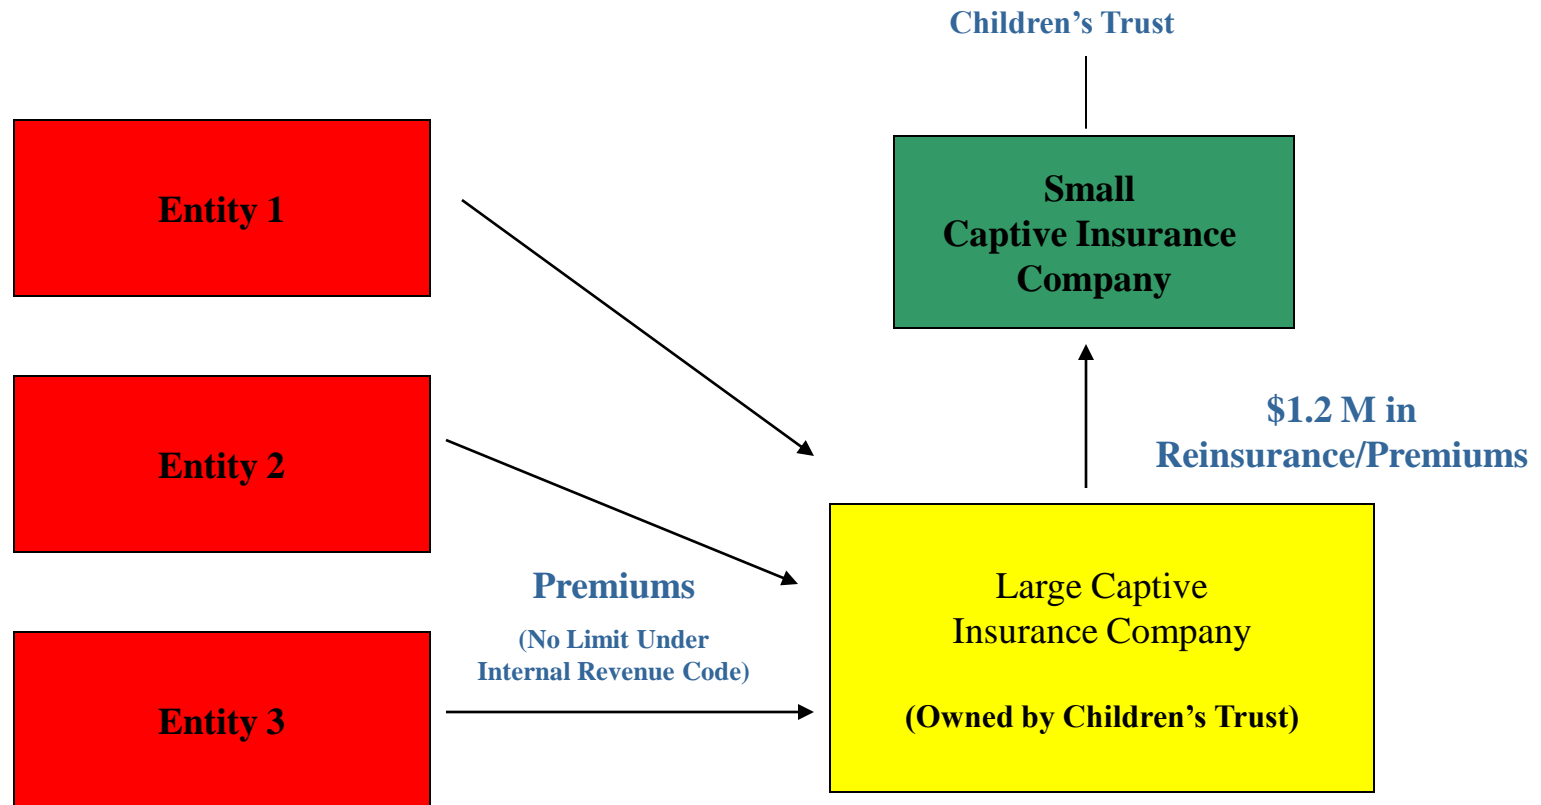 Children’s Trust
Entity 1
Small
Captive Insurance
Company
$1.2 M in
Reinsurance/Premiums
Entity 2
Premiums
(No Limit Under
Internal Revenue Code)
Large Captive
Insurance Company
(Owned by Children’s Trust)
Entity 3